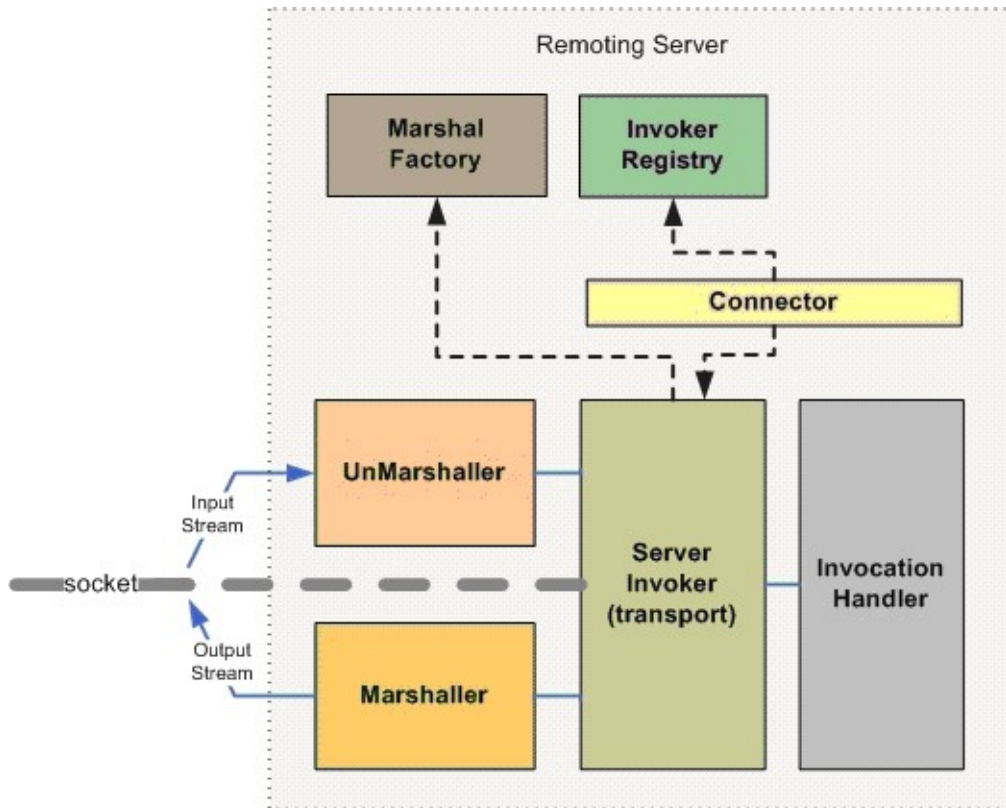 Remoting Server
Marshal
Factory
Invoker
Registry
Connector
UnMarshaller
Input
Stream
socket
Server
Invoker
(transport)
Invocation
Handler
Output
Stream
Marshaller